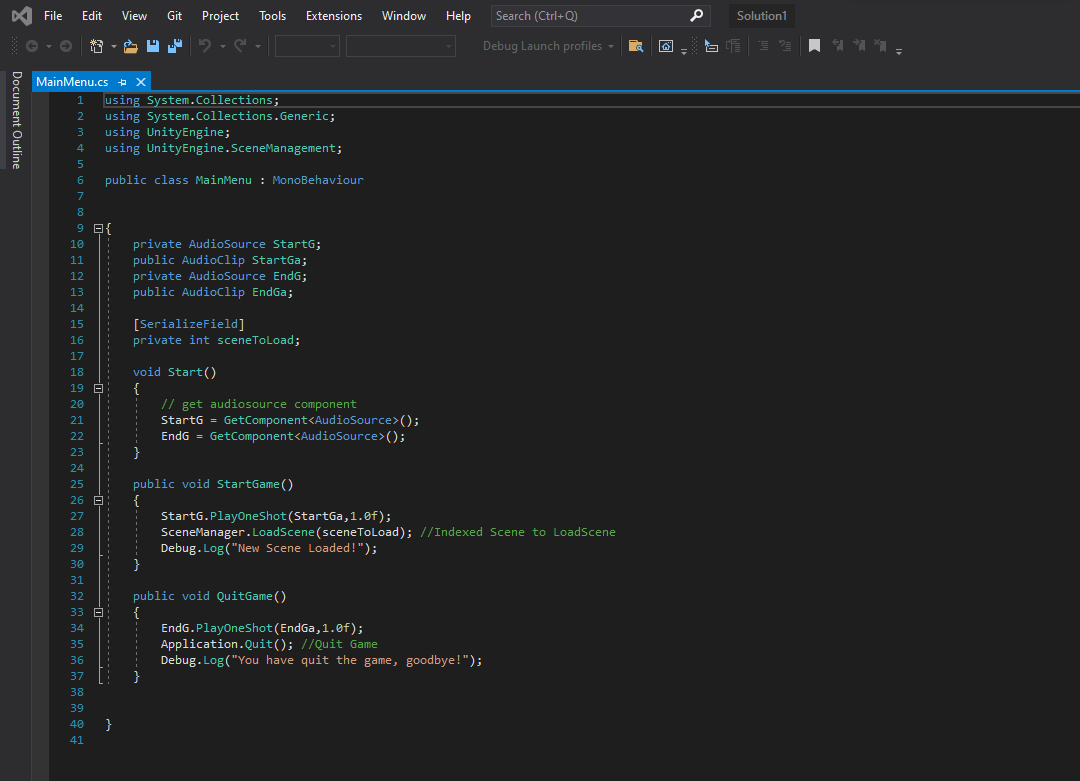 File Edit View Git Project Tools Extensions Window Help Search (Ctrl+Q) Solution1
Debug Launch profiles
Document Outline
MainMenu.cs
1 using System.Collections;
2 using System.Collections.Generic;
3 using UnityEngine;
4 using UnityEngine.SceneManagement;
5
6 public class MainMenu : MonoBehaviour
7
8
9 {
10 private AudioSource StartG;
11 public AudioClip StartGa;
12 private AudioSource EndG;
13 public AudioClip EndGa;
14
15 [SerializeField]
16 private int sceneToLoad;
17
18 void Start()
19 {
20 // get audiosource component
21 StartG = GetComponent<AudioSource>();
22 EndG = GetComponent<AudioSource>();
23 }
24
25 public void StartGame()
26 {
27 StartG.PlayOneShot(StartGa,1.0f);
28 SceneManager.LoadScene(sceneToLoad); //Indexed Scene to LoadScene
29 Debug.Log("New Scene Loaded!");
30 }
31
32 public void QuitGame()
33 {
34 EndG.PlayOneShot(EndGa,1.0f);
35 Application.Quit(); //Quit Game
36 Debug.Log("You have quit the game, goodbye!");
37 }
38
39
40 }
41